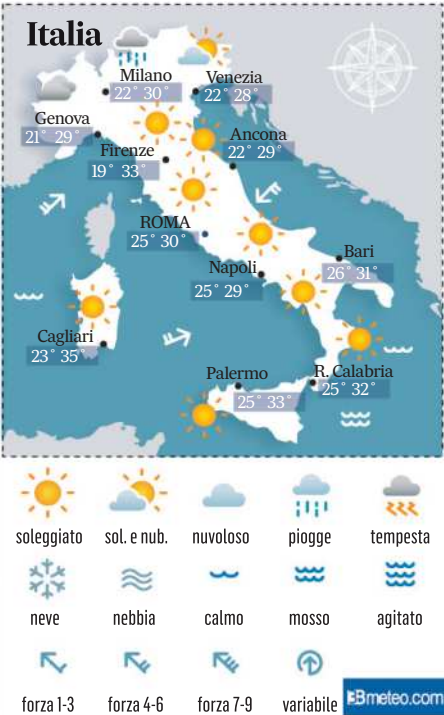 Italia
Milano
22° 30°
Venezia
22° 28°
Genova
21° 29°
Firenze
19° 33°
Ancona
22° 29°
ROMA
25° 30°
Bari
26° 31°
Napoli
25° 29°
Cagliari
23° 35°
Palermo
25° 33°
R. Calabria
25° 32°
soleggiato sol. e nub. nuvoloso piogge tempesta
neve nebbia calmo mosso agitato
forza 1-3 forza 4-6 forza 7-9 variabile
3Bmeteo.com